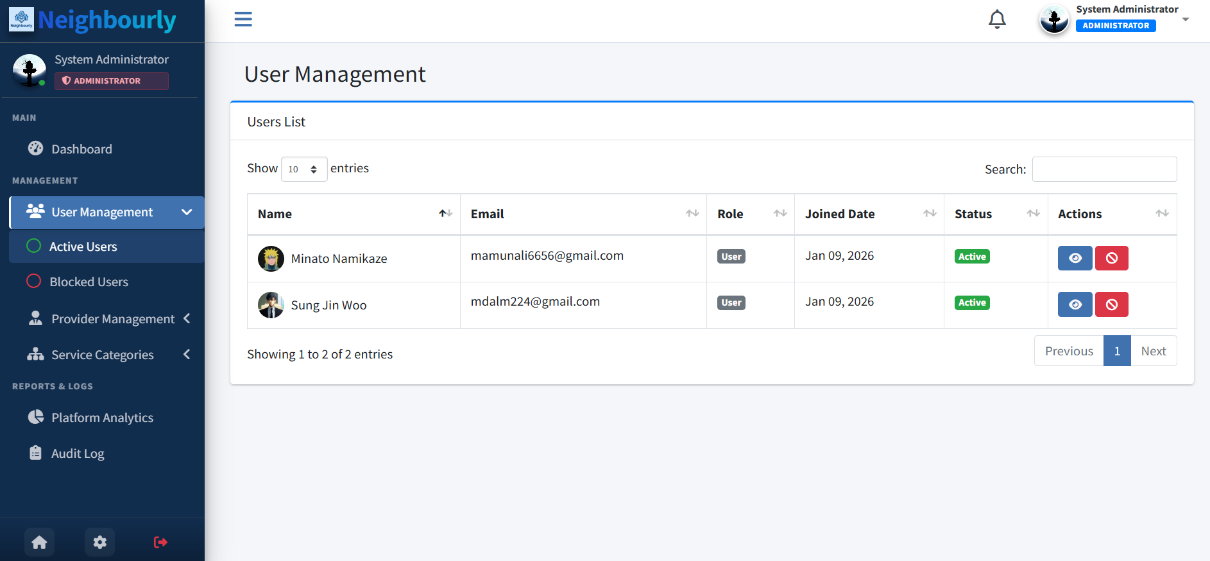 Neighbourly
System Administrator
ADMINISTRATOR
MAIN
Dashboard
MANAGEMENT
User Management
Active Users
Blocked Users
Provider Management
Service Categories
REPORTS & LOGS
Platform Analytics
Audit Log
System Administrator
ADMINISTRATOR
User Management
Users List
Show 10 entries
Search:
Name Email Role Joined Date Status Actions
Minato Namikaze mamunali6656@gmail.com User Jan 09, 2026 Active
Sung Jin Woo mdalm224@gmail.com User Jan 09, 2026 Active
Showing 1 to 2 of 2 entries
Previous 1 Next